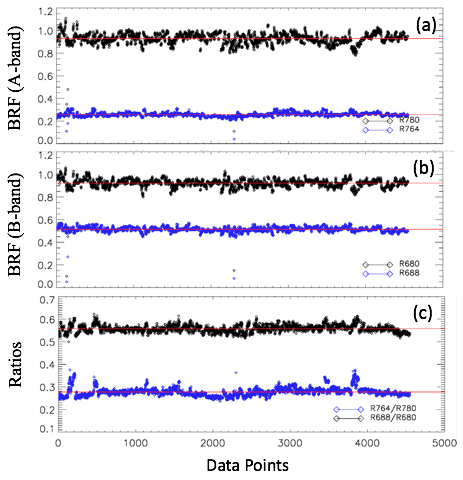 1.2
1.0
0.8
0.6
0.4
0.2
0.0
BRF (A-band)
(a)
R780
R764
1.2
1.0
0.8
0.6
0.4
0.2
0.0
BRF (B-band)
(b)
R680
R688
0.7
0.6
0.5
0.4
0.3
0.2
0.1
Ratios
(c)
R764/R780
R688/R680
0 1000 2000 3000 4000 5000
Data Points